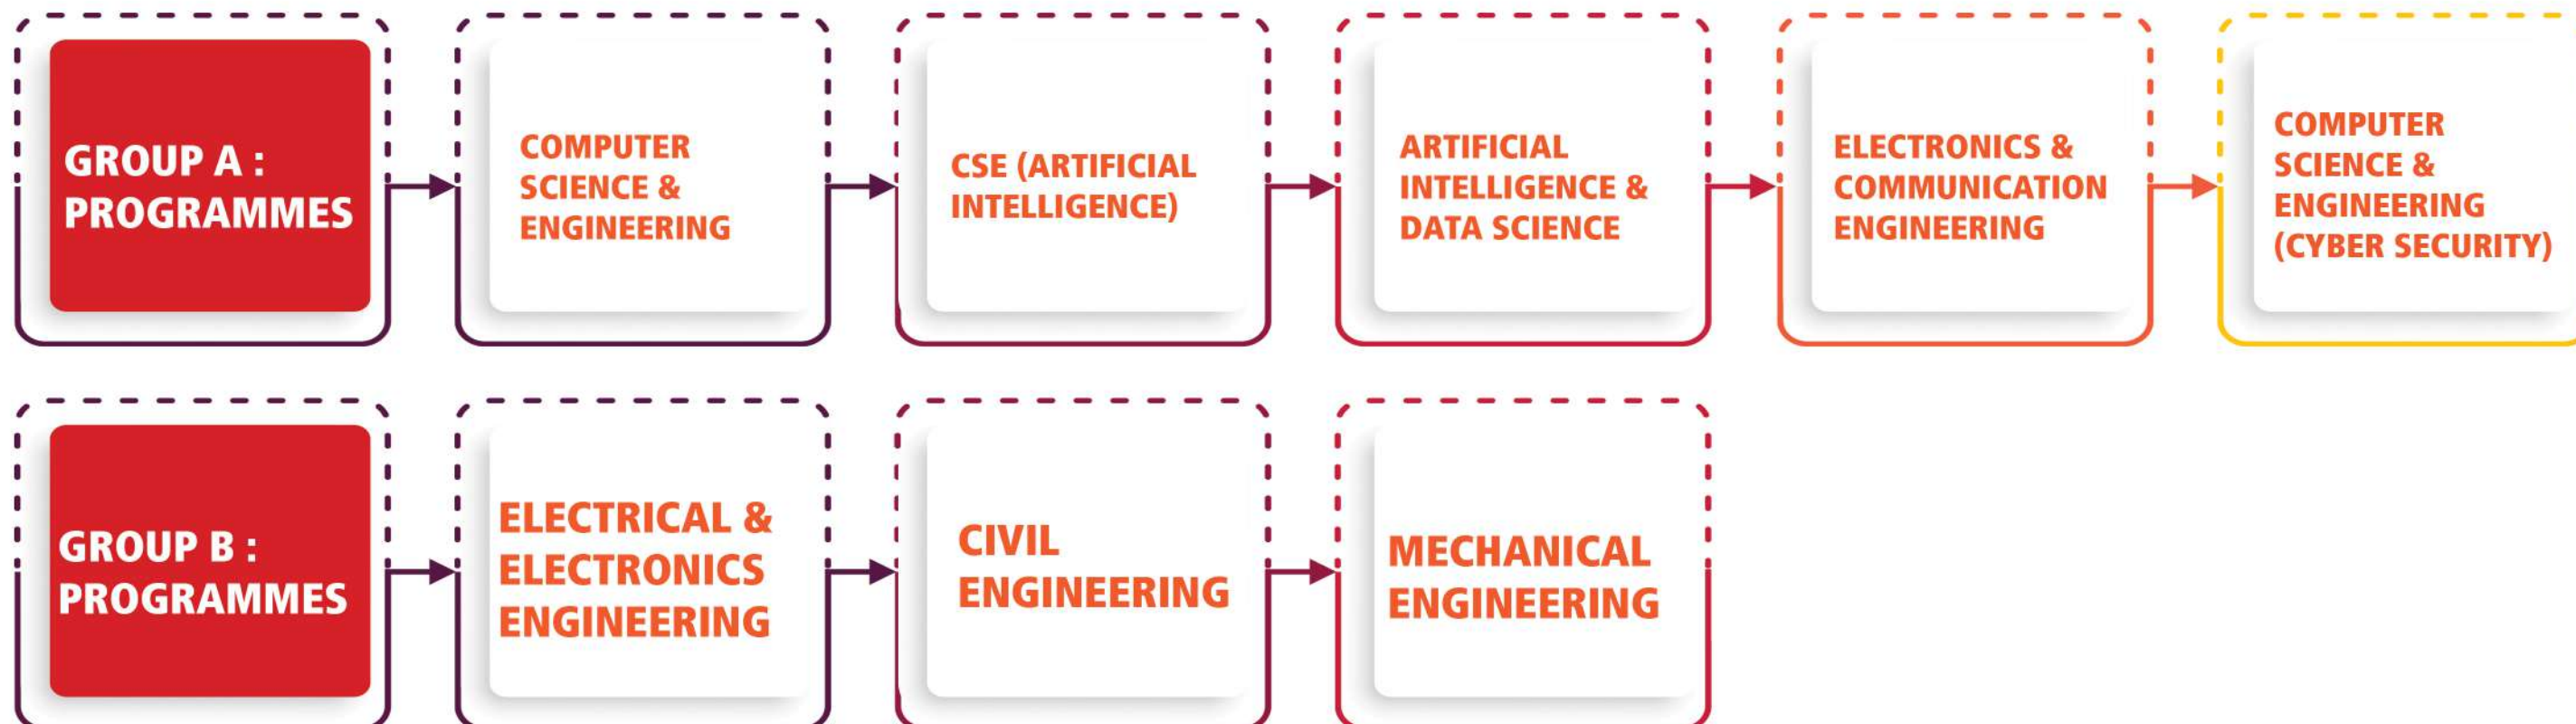 GROUP A :
PROGRAMMES
COMPUTER
SCIENCE &
ENGINEERING
CSE (ARTIFICIAL
INTELLIGENCE)
ARTIFICIAL
INTELLIGENCE &
DATA SCIENCE
ELECTRONICS &
COMMUNICATION
ENGINEERING
COMPUTER
SCIENCE &
ENGINEERING
(CYBER SECURITY)
GROUP B :
PROGRAMMES
ELECTRICAL &
ELECTRONICS
ENGINEERING
CIVIL
ENGINEERING
MECHANICAL
ENGINEERING